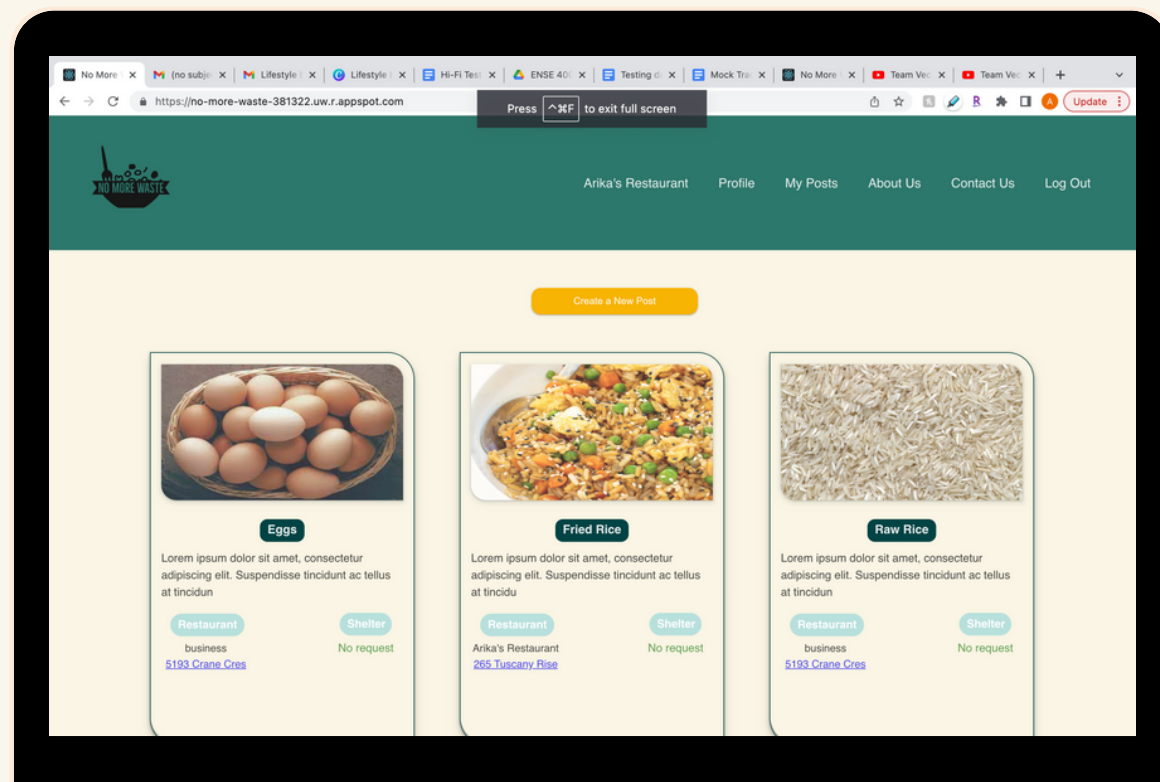 No More
(no subje
Lifestyle
Lifestyle
Hi-Fi Test
ENSE 400
Testing d
Mock Tra
No More
Team Vec
Team Vec
https://no-more-waste-381322.uw.r.appspot.com
Update
Press ^⌘F to exit full screen
NO MORE WASTE
Arika's Restaurant
Profile
My Posts
About Us
Contact Us
Log Out
Create a New Post
Eggs
Lorem ipsum dolor sit amet, consectetur
adipiscing elit. Suspendisse tincidunt ac tellus
at tincidun
Restaurant
Shelter
business
No request
5193 Crane Cres
Fried Rice
Lorem ipsum dolor sit amet, consectetur
adipiscing elit. Suspendisse tincidunt ac tellus
at tincidu
Restaurant
Shelter
Arika's Restaurant
No request
265 Tuscany Rise
Raw Rice
Lorem ipsum dolor sit amet, consectetur
adipiscing elit. Suspendisse tincidunt ac tellus
at tincidun
Restaurant
Shelter
business
No request
5193 Crane Cres